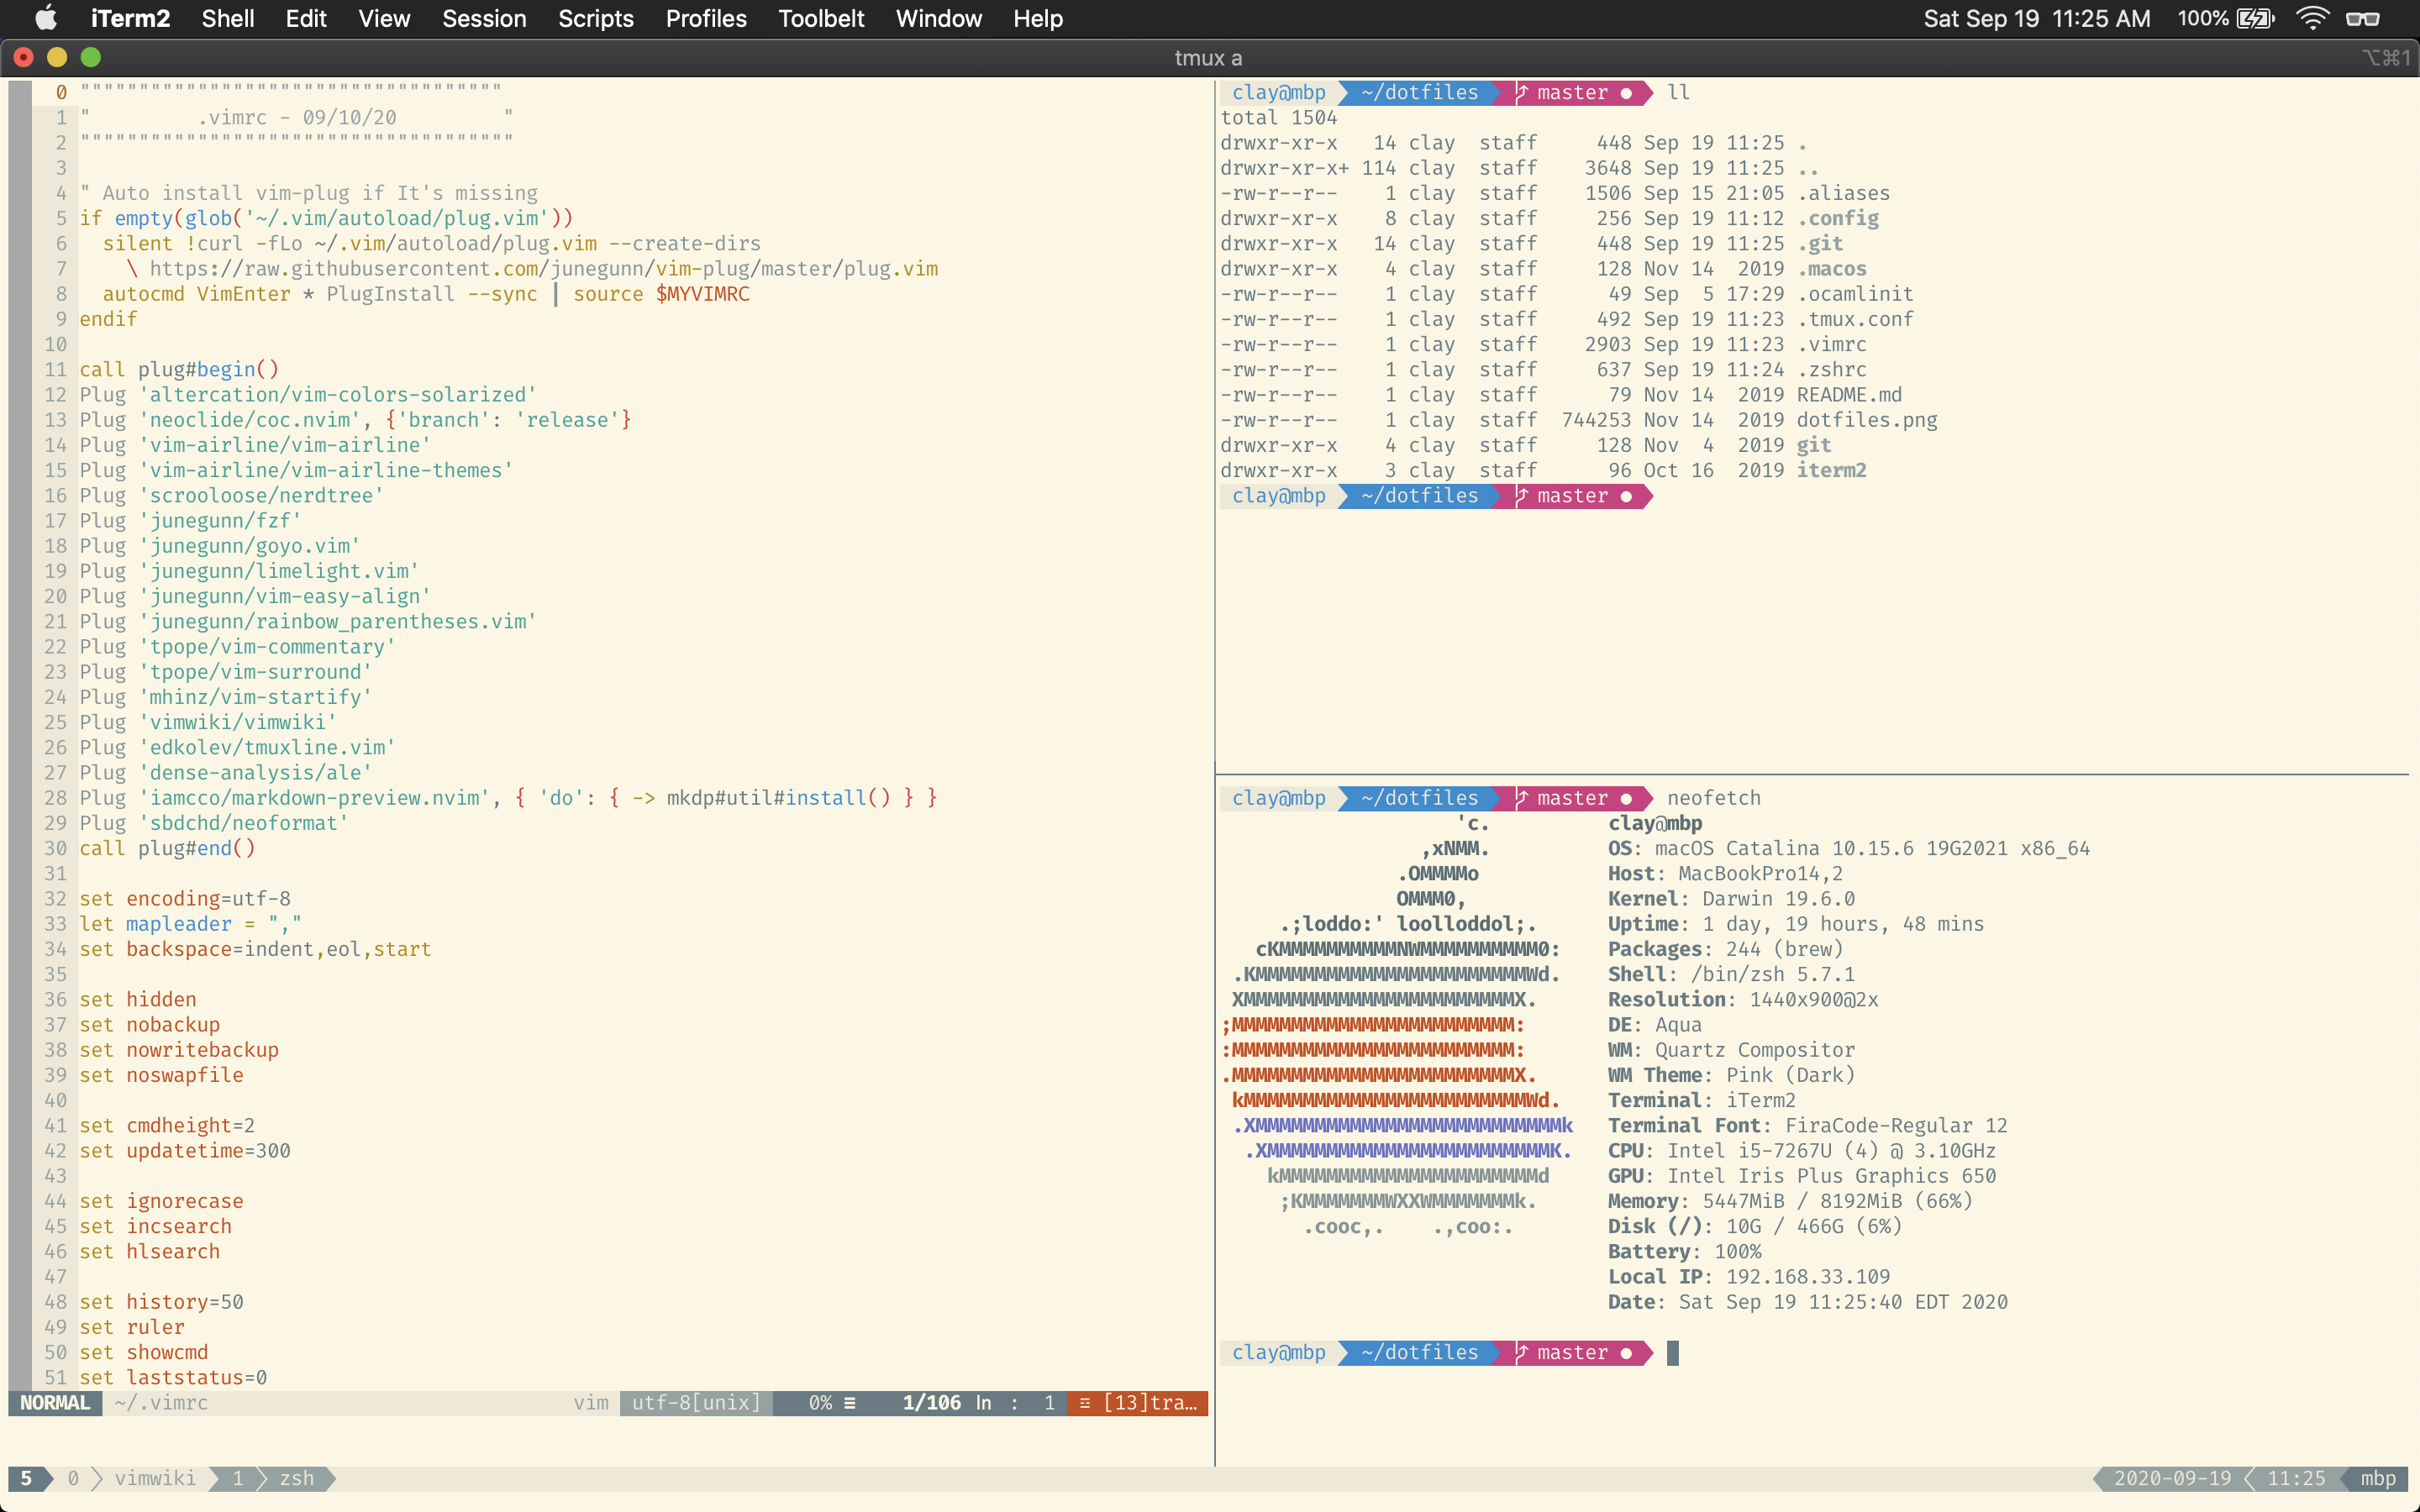 iTerm2 Shell Edit View Session Scripts Profiles Toolbelt Window Help Sat Sep 19 11:25 AM 100%
tmux a ⌥⌘1
0 """"""""""""""""""""""""""""""""""""
1 "         .vimrc - 09/10/20         "
2 """""""""""""""""""""""""""""""""""""
3
4 " Auto install vim-plug if It's missing
5 if empty(glob('~/.vim/autoload/plug.vim'))
6   silent !curl -fLo ~/.vim/autoload/plug.vim --create-dirs
7     \ https://raw.githubusercontent.com/junegunn/vim-plug/master/plug.vim
8   autocmd VimEnter * PlugInstall --sync | source $MYVIMRC
9 endif
10
11 call plug#begin()
12 Plug 'altercation/vim-colors-solarized'
13 Plug 'neoclide/coc.nvim', {'branch': 'release'}
14 Plug 'vim-airline/vim-airline'
15 Plug 'vim-airline/vim-airline-themes'
16 Plug 'scrooloose/nerdtree'
17 Plug 'junegunn/fzf'
18 Plug 'junegunn/goyo.vim'
19 Plug 'junegunn/limelight.vim'
20 Plug 'junegunn/vim-easy-align'
21 Plug 'junegunn/rainbow_parentheses.vim'
22 Plug 'tpope/vim-commentary'
23 Plug 'tpope/vim-surround'
24 Plug 'mhinz/vim-startify'
25 Plug 'vimwiki/vimwiki'
26 Plug 'edkolev/tmuxline.vim'
27 Plug 'dense-analysis/ale'
28 Plug 'iamcco/markdown-preview.nvim', { 'do': { -> mkdp#util#install() } }
29 Plug 'sbdchd/neoformat'
30 call plug#end()
31
32 set encoding=utf-8
33 let mapleader = ","
34 set backspace=indent,eol,start
35
36 set hidden
37 set nobackup
38 set nowritebackup
39 set noswapfile
40
41 set cmdheight=2
42 set updatetime=300
43
44 set ignorecase
45 set incsearch
46 set hlsearch
47
48 set history=50
49 set ruler
50 set showcmd
51 set laststatus=0
NORMAL ~/.vimrc vim utf-8[unix] 0% ≡ 1/106 ln : 1 ☲ [13]tra…
clay@mbp ~/dotfiles master ● ll
total 1504
drwxr-xr-x   14 clay  staff     448 Sep 19 11:25 .
drwxr-xr-x+ 114 clay  staff    3648 Sep 19 11:25 ..
-rw-r--r--    1 clay  staff    1506 Sep 15 21:05 .aliases
drwxr-xr-x    8 clay  staff     256 Sep 19 11:12 .config
drwxr-xr-x   14 clay  staff     448 Sep 19 11:25 .git
drwxr-xr-x    4 clay  staff     128 Nov 14  2019 .macos
-rw-r--r--    1 clay  staff      49 Sep  5 17:29 .ocamlinit
-rw-r--r--    1 clay  staff     492 Sep 19 11:23 .tmux.conf
-rw-r--r--    1 clay  staff    2903 Sep 19 11:23 .vimrc
-rw-r--r--    1 clay  staff     637 Sep 19 11:24 .zshrc
-rw-r--r--    1 clay  staff      79 Nov 14  2019 README.md
-rw-r--r--    1 clay  staff  744253 Nov 14  2019 dotfiles.png
drwxr-xr-x    4 clay  staff     128 Nov  4  2019 git
drwxr-xr-x    3 clay  staff      96 Oct 16  2019 iterm2
clay@mbp ~/dotfiles master ●
clay@mbp ~/dotfiles master ● neofetch
                    'c.          clay@mbp
                 ,xNMM.          OS: macOS Catalina 10.15.6 19G2021 x86_64
               .OMMMMo           Host: MacBookPro14,2
               OMMM0,            Kernel: Darwin 19.6.0
     .;loddo:' loolloddol;.      Uptime: 1 day, 19 hours, 48 mins
   cKMMMMMMMMMMNWMMMMMMMMMM0:    Packages: 244 (brew)
 .KMMMMMMMMMMMMMMMMMMMMMMMWd.    Shell: /bin/zsh 5.7.1
 XMMMMMMMMMMMMMMMMMMMMMMMX.      Resolution: 1440x900@2x
;MMMMMMMMMMMMMMMMMMMMMMMM:       DE: Aqua
:MMMMMMMMMMMMMMMMMMMMMMMM:       WM: Quartz Compositor
.MMMMMMMMMMMMMMMMMMMMMMMMX.      WM Theme: Pink (Dark)
 kMMMMMMMMMMMMMMMMMMMMMMMMWd.    Terminal: iTerm2
 .XMMMMMMMMMMMMMMMMMMMMMMMMMMk   Terminal Font: FiraCode-Regular 12
  .XMMMMMMMMMMMMMMMMMMMMMMMMK.   CPU: Intel i5-7267U (4) @ 3.10GHz
    kMMMMMMMMMMMMMMMMMMMMMMd     GPU: Intel Iris Plus Graphics 650
     ;KMMMMMMMWXXWMMMMMMMk.      Memory: 5447MiB / 8192MiB (66%)
       .cooc,.    .,coo:.        Disk (/): 10G / 466G (6%)
                                 Battery: 100%
                                 Local IP: 192.168.33.109
                                 Date: Sat Sep 19 11:25:40 EDT 2020
clay@mbp ~/dotfiles master ●
5 0 vimwiki 1 zsh 2020-09-19 11:25 mbp